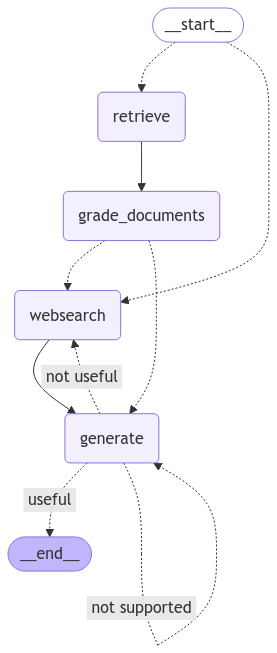 __start__
retrieve
grade_documents
websearch
not useful
generate
useful
__end__
not supported